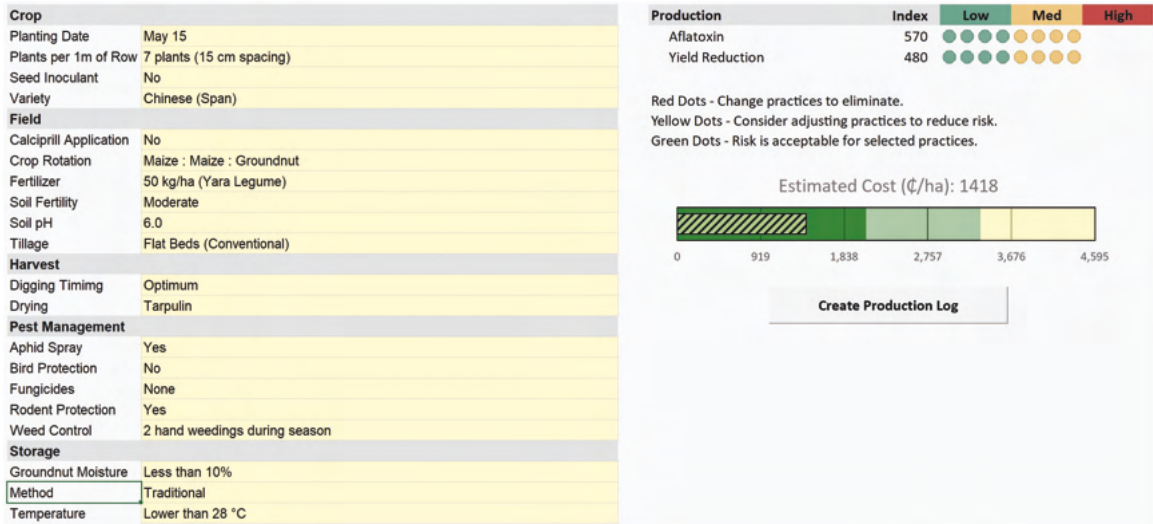 Crop
Planting Date May 15
Plants per 1m of Row 7 plants (15 cm spacing)
Seed Inoculant No
Variety Chinese (Span)
Field
Calciprill Application No
Crop Rotation Maize : Maize : Groundnut
Fertilizer 50 kg/ha (Yara Legume)
Soil Fertility Moderate
Soil pH 6.0
Tillage Flat Beds (Conventional)
Harvest
Digging Timimg Optimum
Drying Tarpulin
Pest Management
Aphid Spray Yes
Bird Protection No
Fungicides None
Rodent Protection Yes
Weed Control 2 hand weedings during season
Storage
Groundnut Moisture Less than 10%
Method Traditional
Temperature Lower than 28 °C
Production Index Low Med High
Aflatoxin 570
Yield Reduction 480
Red Dots - Change practices to eliminate.
Yellow Dots - Consider adjusting practices to reduce risk.
Green Dots - Risk is acceptable for selected practices.
Estimated Cost (₵/ha): 1418
0 919 1,838 2,757 3,676 4,595
Create Production Log